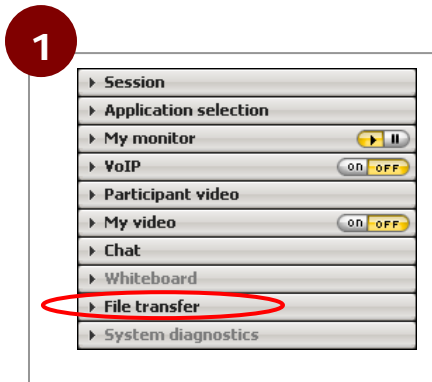 1
Session
Application selection
My monitor
VoIP on OFF
Participant video
My video on OFF
Chat
Whiteboard
File transfer
System diagnostics